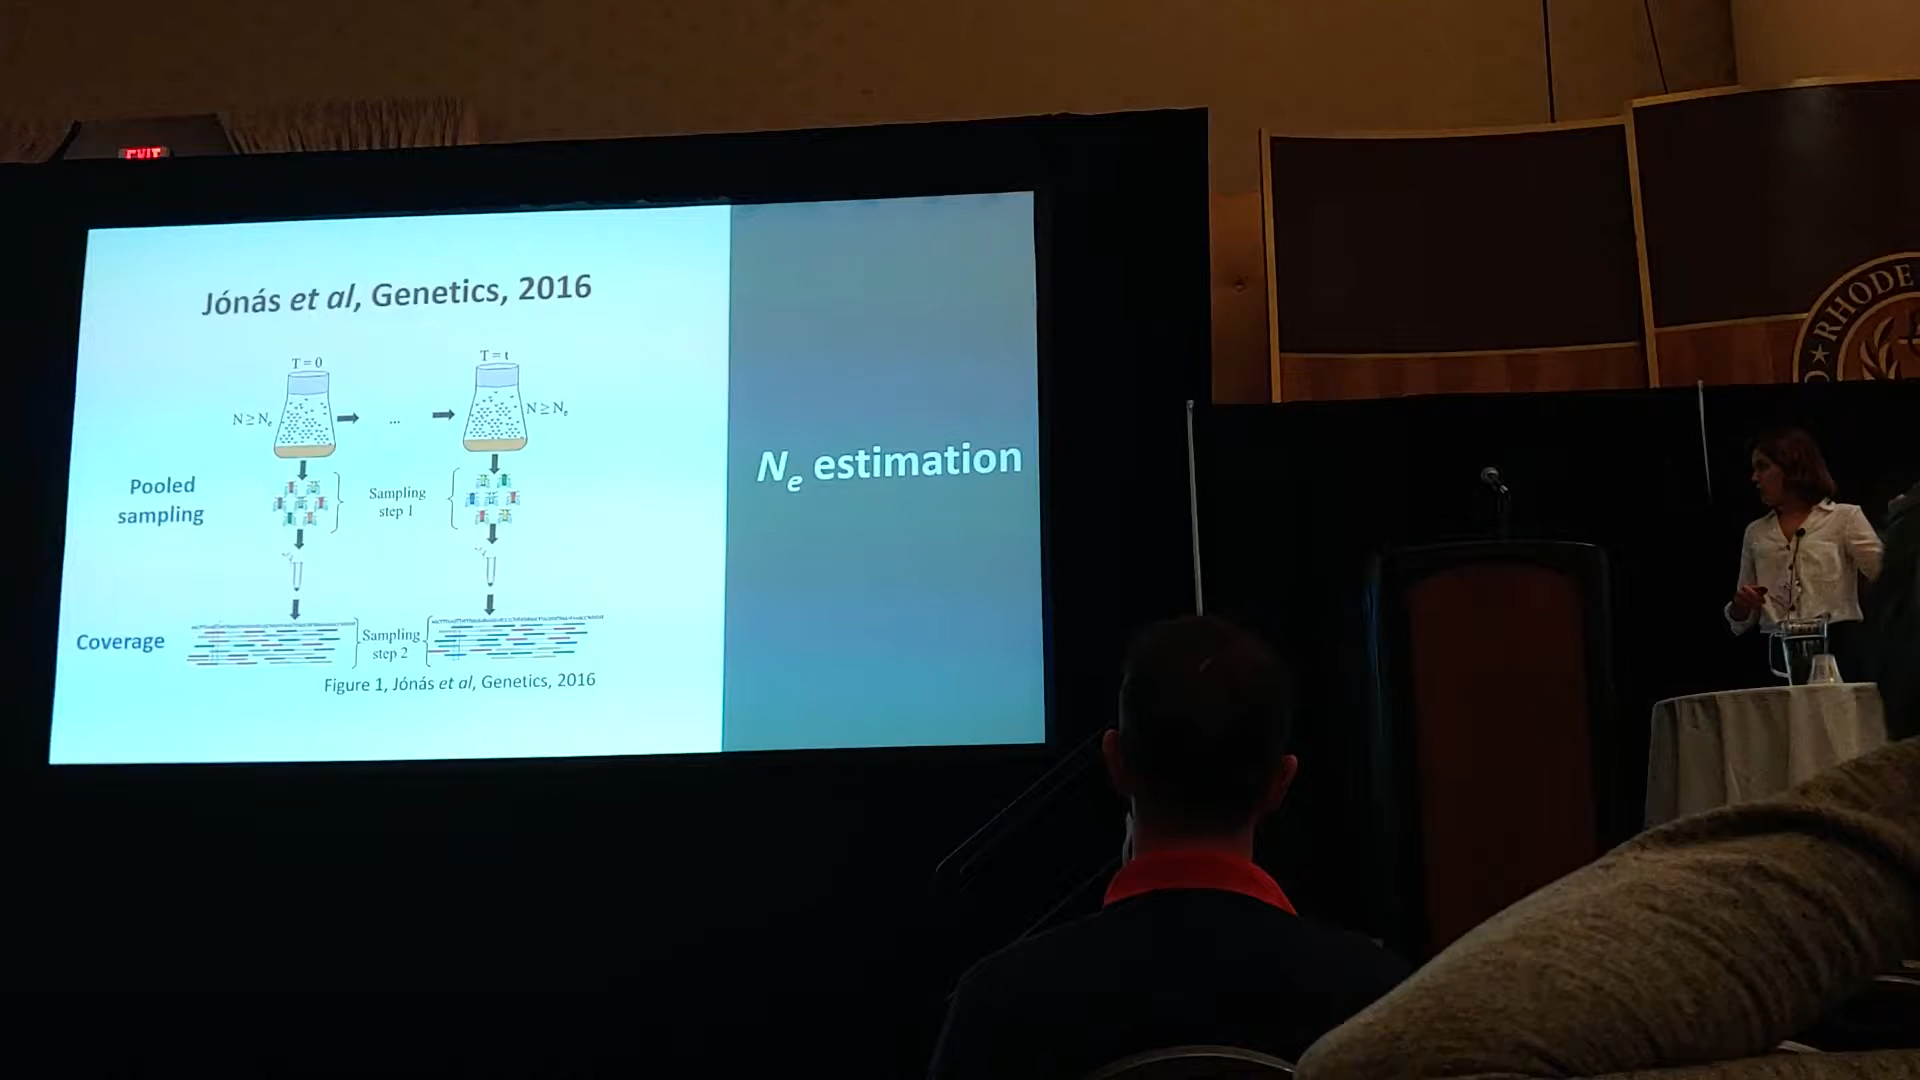 EXIT
Jónás et al, Genetics, 2016
T = 0
T = t
N ≥ Ne
...
N ≥ Ne
Pooled
sampling
Sampling
step 1
Coverage
Sampling
step 2
Figure 1, Jónás et al, Genetics, 2016
Ne estimation
RHODE